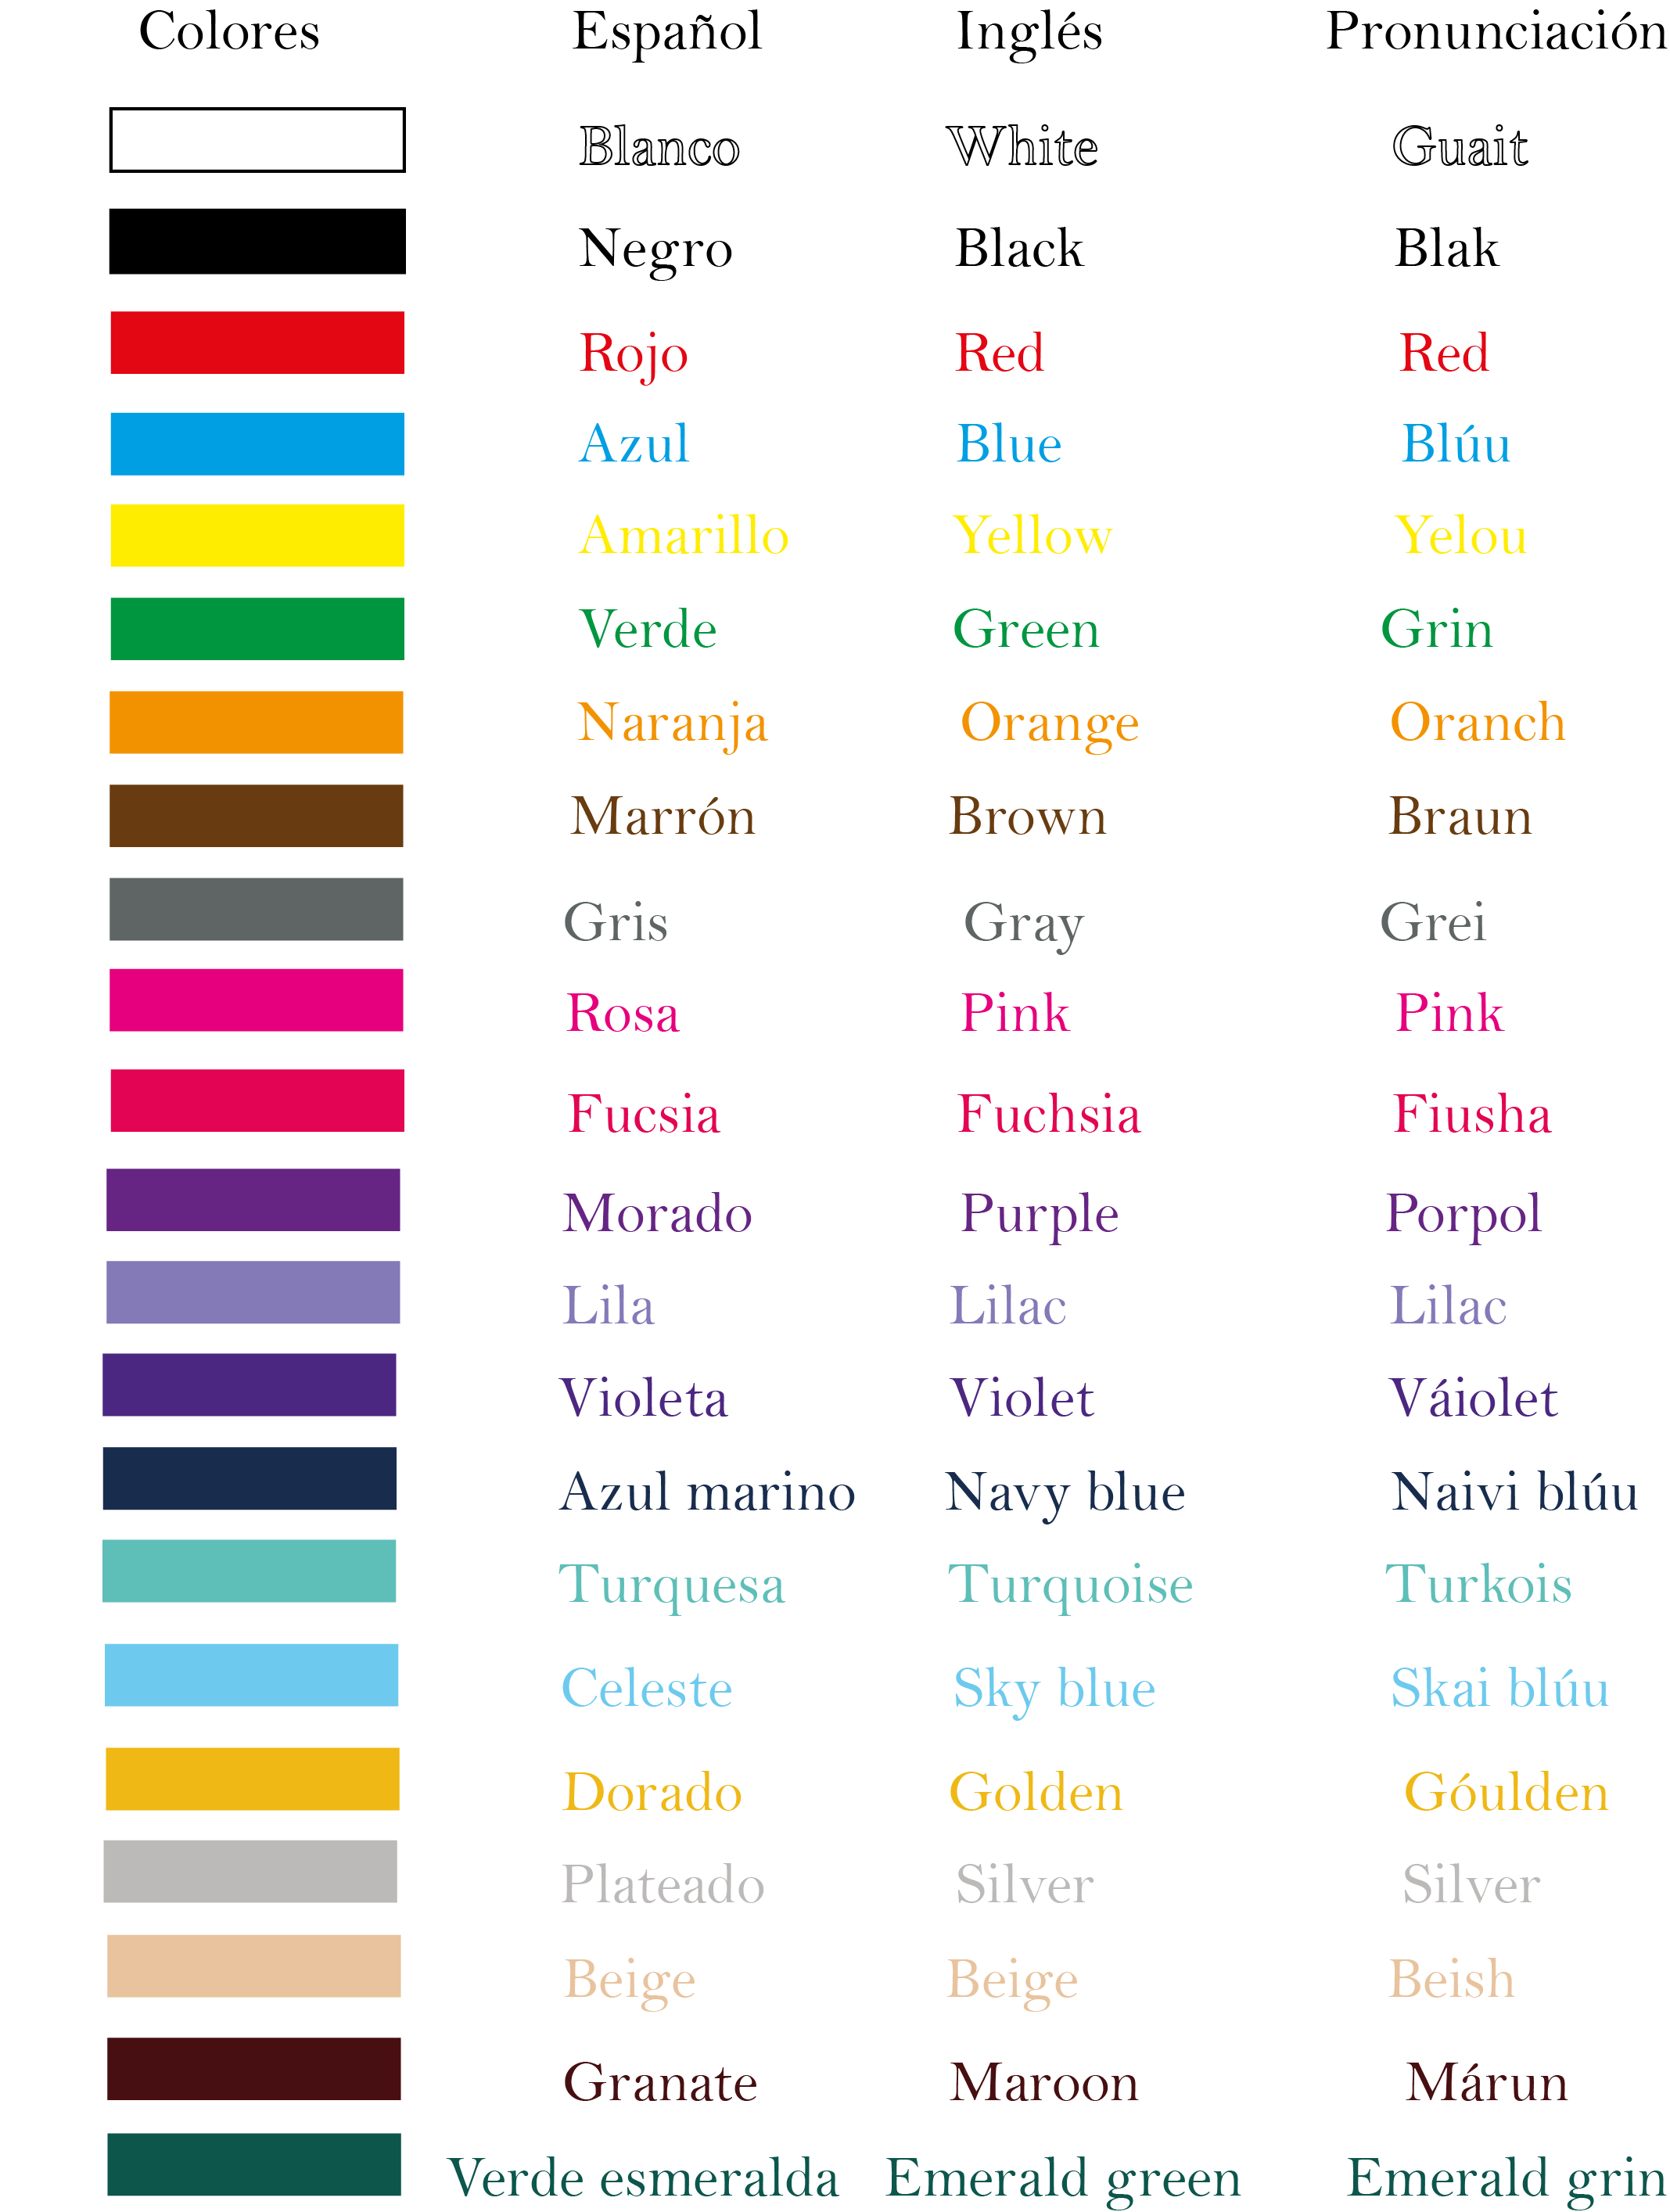 Colores Español Inglés Pronunciación
Blanco White Guait
Negro Black Blak
Rojo Red Red
Azul Blue Blúu
Amarillo Yellow Yelou
Verde Green Grin
Naranja Orange Oranch
Marrón Brown Braun
Gris Gray Grei
Rosa Pink Pink
Fucsia Fuchsia Fiusha
Morado Purple Porpol
Lila Lilac Lilac
Violeta Violet Váiolet
Azul marino Navy blue Naivi blúu
Turquesa Turquoise Turkois
Celeste Sky blue Skai blúu
Dorado Golden Góulden
Plateado Silver Silver
Beige Beige Beish
Granate Maroon Márun
Verde esmeralda Emerald green Emerald grin